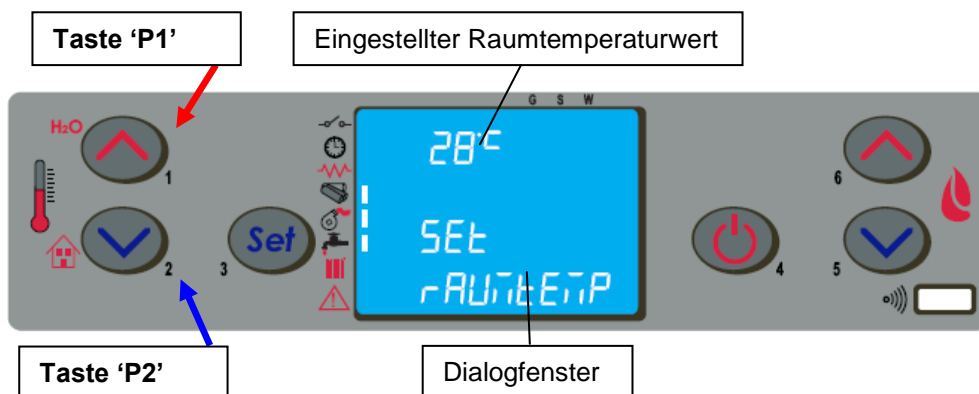 Taste ‘P1’
Eingestellter Raumtemperaturwert
G S W
H2O
28°C
1
6
SEt
Set
2
3
4
5
rAUmtEmP
Taste ‘P2’
Dialogfenster